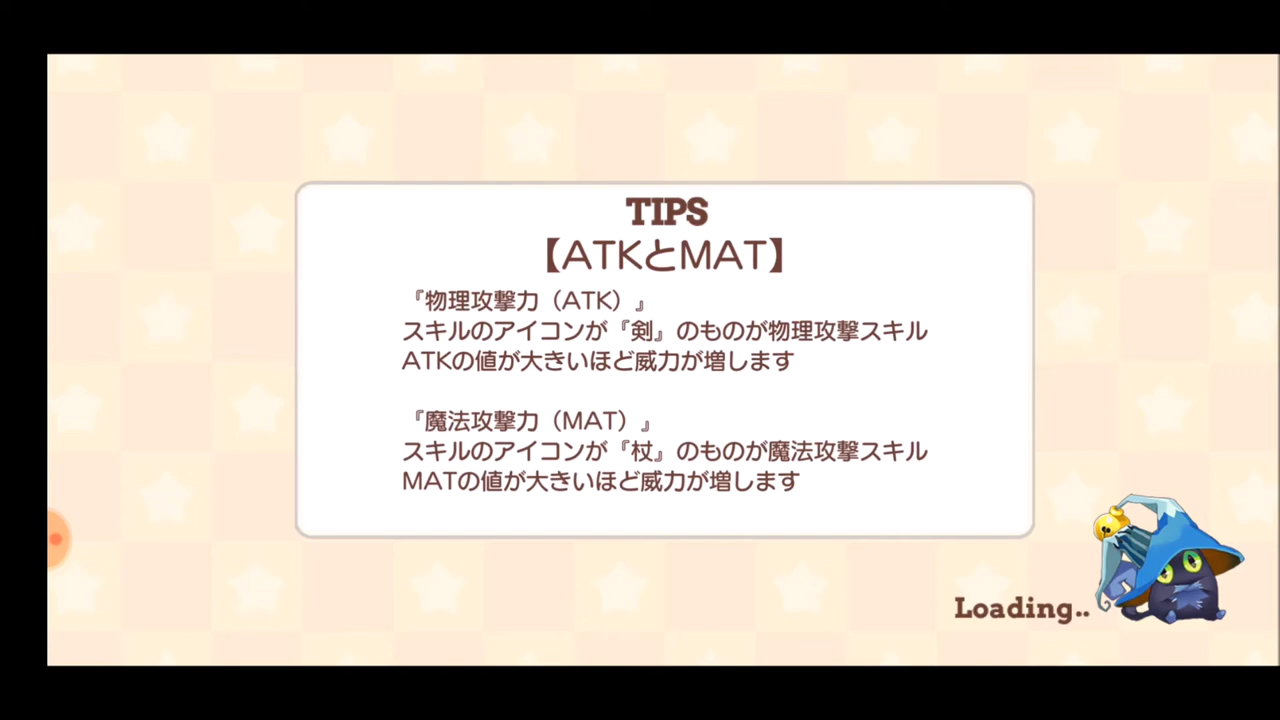 TIPS
【ATKとMAT】
『物理攻撃力（ATK）』
スキルのアイコンが『剣』のものが物理攻撃スキル
ATKの値が大きいほど威力が増します
『魔法攻撃力（MAT）』
スキルのアイコンが『杖』のものが魔法攻撃スキル
MATの値が大きいほど威力が増します
Loading..